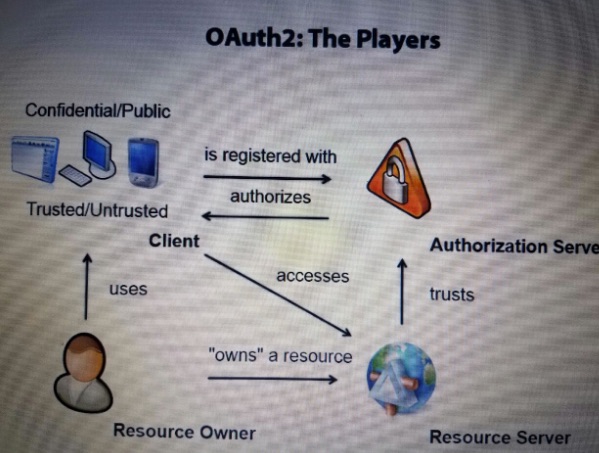 OAuth2: The Players
Confidential/Public
is registered with
authorizes
Trusted/Untrusted
Client
Authorization Serve
accesses
uses
trusts
"owns" a resource
Resource Owner
Resource Server